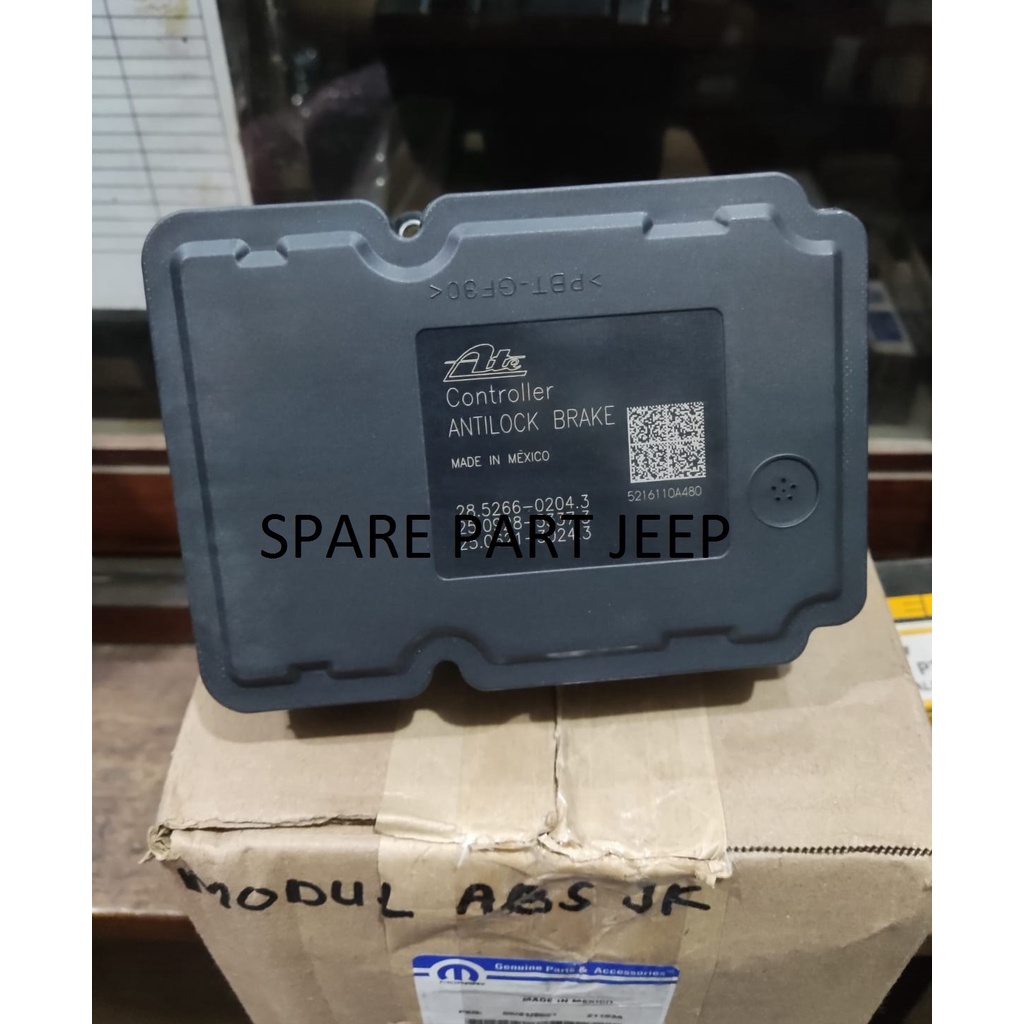 >PBT-GF30<
Ate
Controller
ANTILOCK BRAKE
MADE IN MÉXICO
5216110A480
28.5266-0204.3
SPARE PART JEEP
MODUL ABS JK
Genuine Parts & Accessories
MADE IN MEXICO